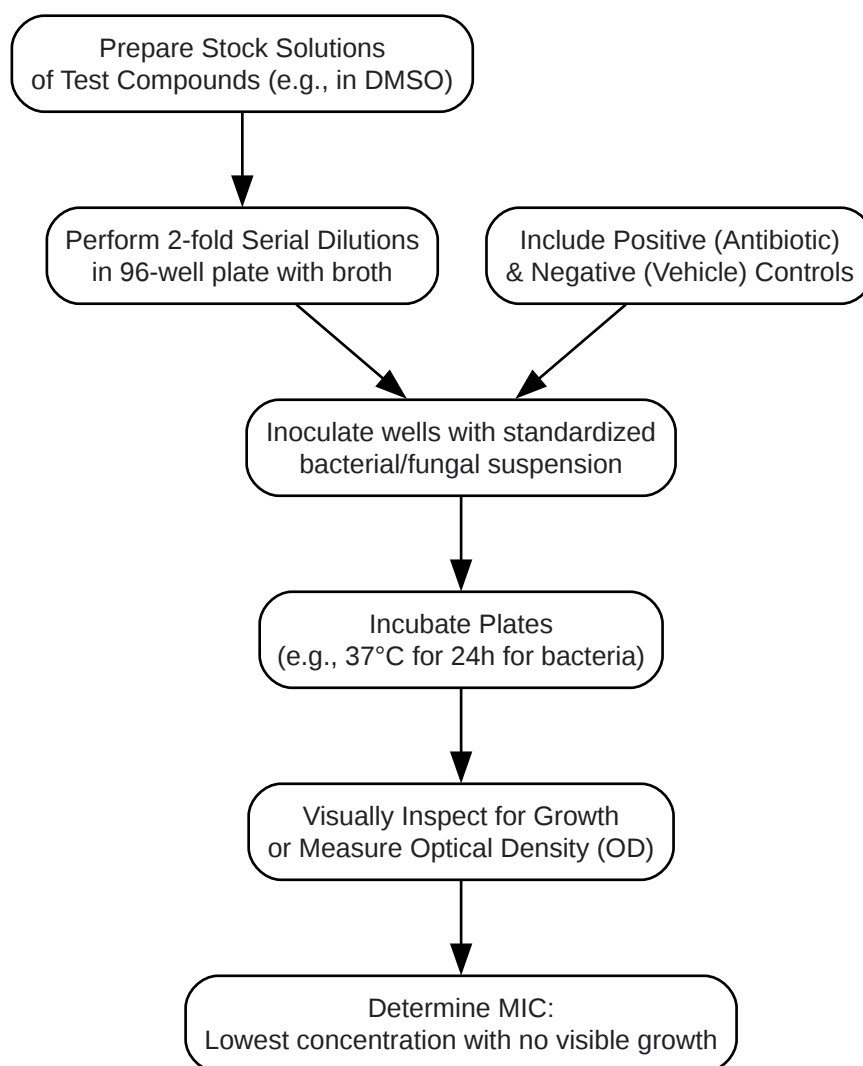 Prepare Stock Solutions
of Test Compounds (e.g., in DMSO)
Perform 2-fold Serial Dilutions
in 96-well plate with broth
Include Positive (Antibiotic)
& Negative (Vehicle) Controls
Inoculate wells with standardized
bacterial/fungal suspension
Incubate Plates
(e.g., 37°C for 24h for bacteria)
Visually Inspect for Growth
or Measure Optical Density (OD)
Determine MIC:
Lowest concentration with no visible growth